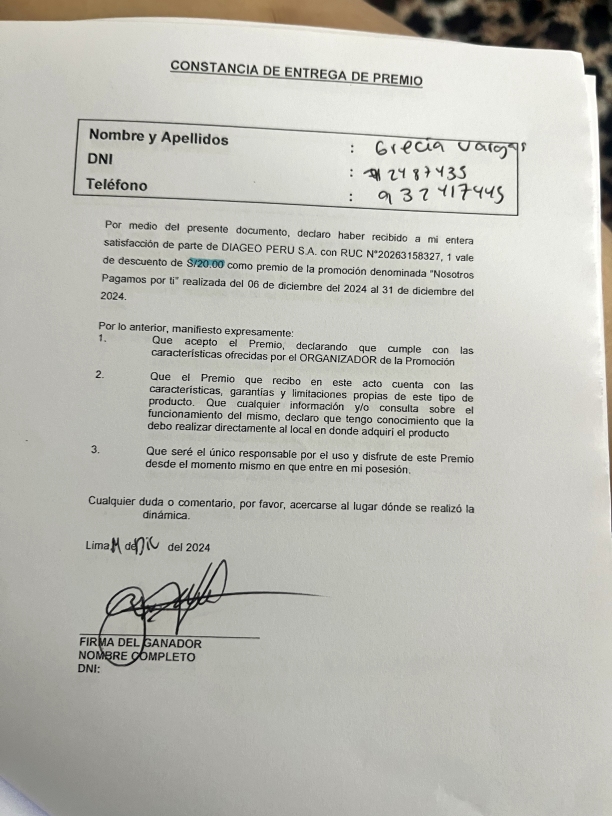 CONSTANCIA DE ENTREGA DE PREMIO
Nombre y Apellidos : Grecia Vargas
DNI : 2487435
Teléfono : 932417445
Por medio del presente documento, declaro haber recibido a mi entera
satisfacción de parte de DIAGEO PERU S.A. con RUC N°20263158327, 1 vale
de descuento de S/20.00 como premio de la promoción denominada "Nosotros
Pagamos por ti" realizada del 06 de diciembre del 2024 al 31 de diciembre del
2024.
Por lo anterior, manifiesto expresamente:
1. Que acepto el Premio, declarando que cumple con las
características ofrecidas por el ORGANIZADOR de la Promoción
2. Que el Premio que recibo en este acto cuenta con las
características, garantías y limitaciones propias de este tipo de
producto. Que cualquier información y/o consulta sobre el
funcionamiento del mismo, declaro que tengo conocimiento que la
debo realizar directamente al local en donde adquirí el producto
3. Que seré el único responsable por el uso y disfrute de este Premio
desde el momento mismo en que entre en mi posesión.
Cualquier duda o comentario, por favor, acercarse al lugar dónde se realizó la
dinámica.
Lima de Dic del 2024
FIRMA DEL GANADOR
NOMBRE COMPLETO
DNI: